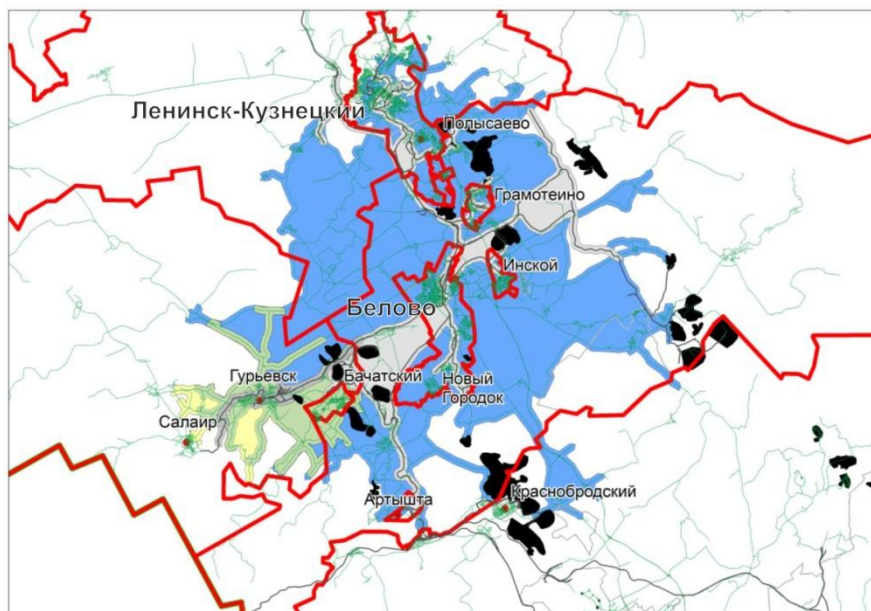 Ленинск-Кузнецкий
Полысаево
Грамотеино
Инской
Белово
Гурьевск
Бачатский
Новый
Городок
Салаир
Артышта
Краснобродский